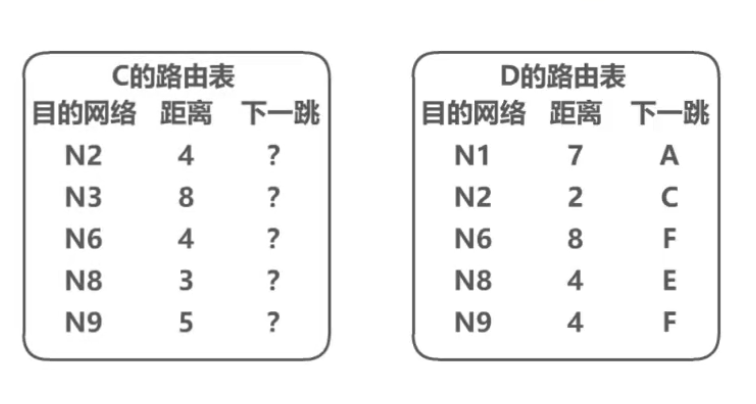 C的路由表
目的网络 距离 下一跳
N2 4 ?
N3 8 ?
N6 4 ?
N8 3 ?
N9 5 ?
D的路由表
目的网络 距离 下一跳
N1 7 A
N2 2 C
N6 8 F
N8 4 E
N9 4 F